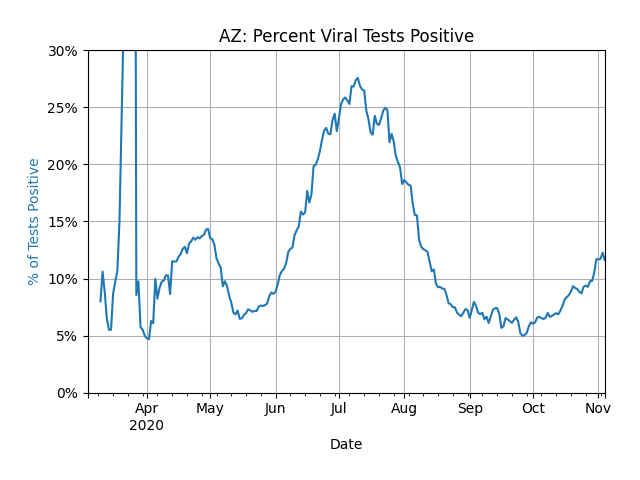 AZ: Percent Viral Tests Positive
% of Tests Positive
30%
25%
20%
15%
10%
5%
0%
Apr May Jun Jul Aug Sep Oct Nov
2020
Date